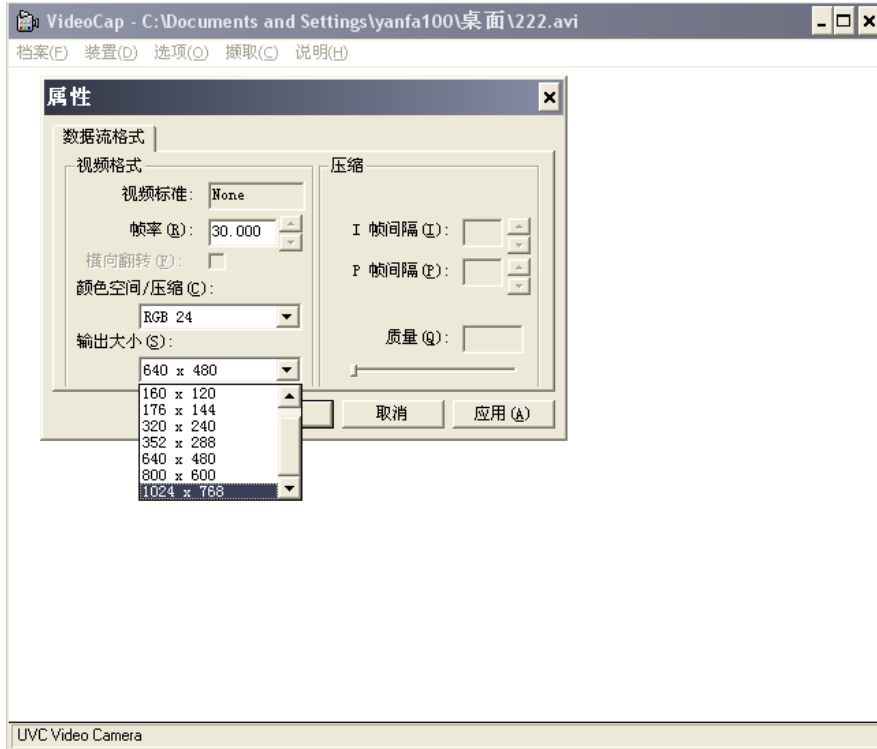 VideoCap - C:\Documents and Settings\yanfa100\桌面\222.avi
档案(F) 装置(D) 选项(O) 撷取(C) 说明(H)
属性
数据流格式
视频格式
视频标准: None
帧率(R): 30.000
横向翻转(F):
颜色空间/压缩(C):
RGB 24
输出大小(S):
640 x 480
160 x 120
176 x 144
320 x 240
352 x 288
640 x 480
800 x 600
1024 x 768
压缩
I 帧间隔(I):
P 帧间隔(P):
质量(Q):
取消 应用(A)
UVC Video Camera